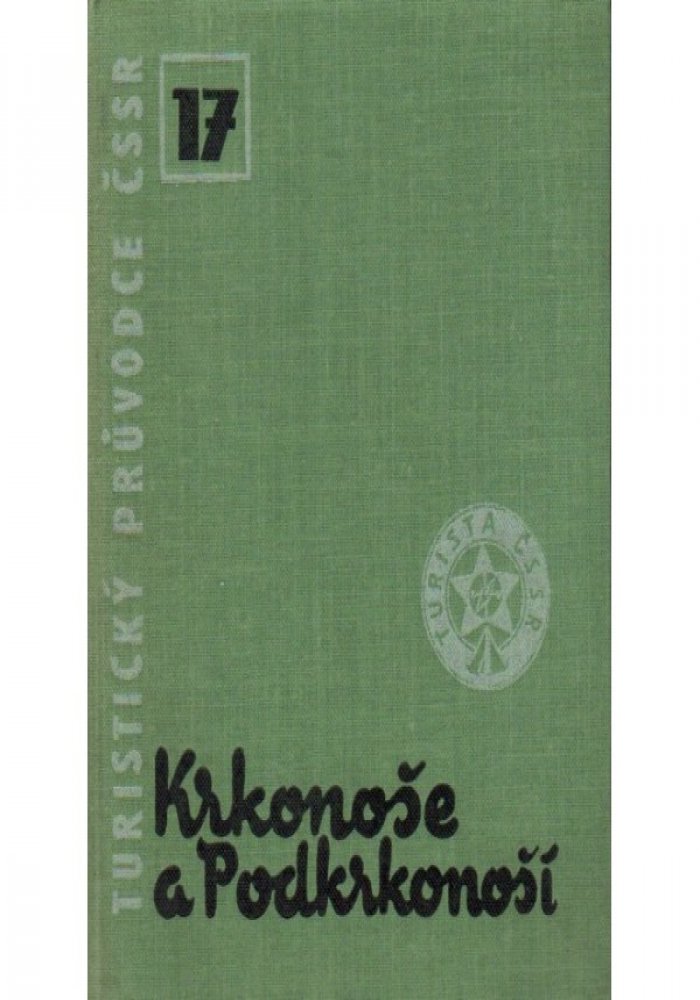 TURISTICKÝ PRŮVODCE ČSSR
17
TURISTA ČSSR
Krkonoše
a Podkrkonoší